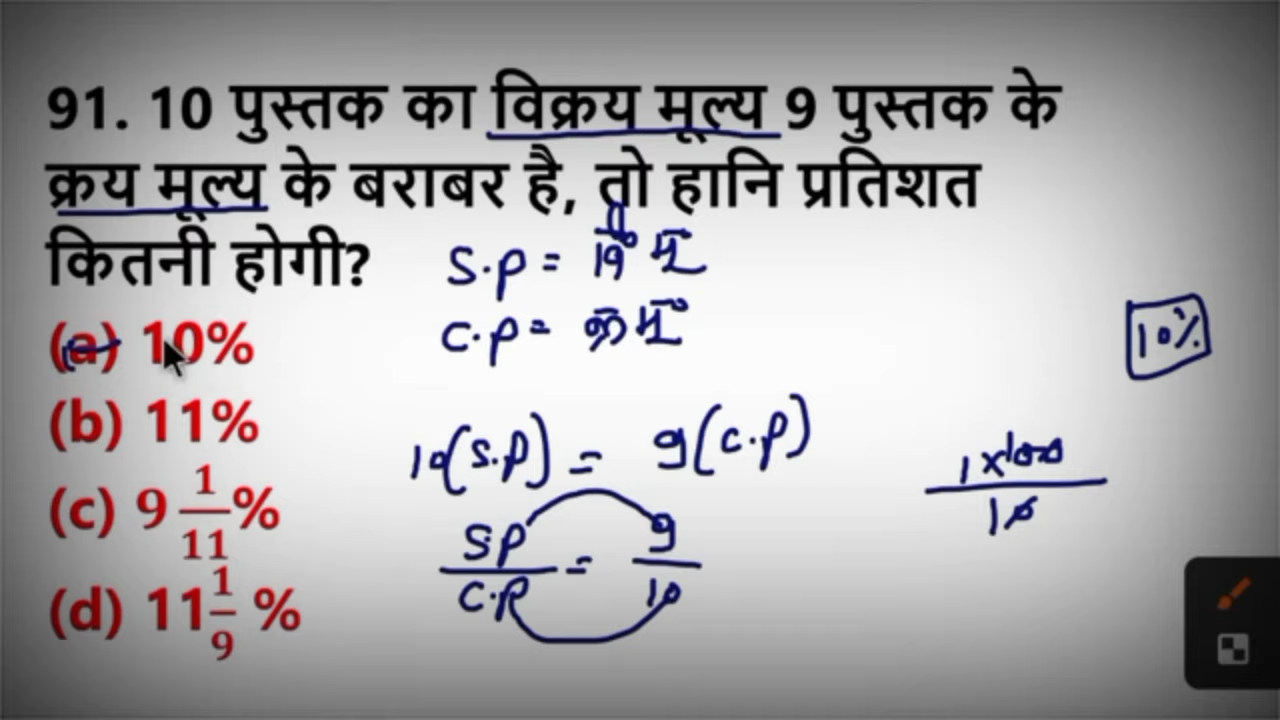 91. 10 पुस्तक का विक्रय मूल्य 9 पुस्तक के
क्रय मूल्य के बराबर है, तो हानि प्रतिशत
कितनी होगी?
(a) 10%
(b) 11%
(c) 9 1/11 %
(d) 11 1/9 %
S.P =
C.P =
10(S.P) = 9(C.P)
S.P/C.P = 9/10
1×100/10
10%